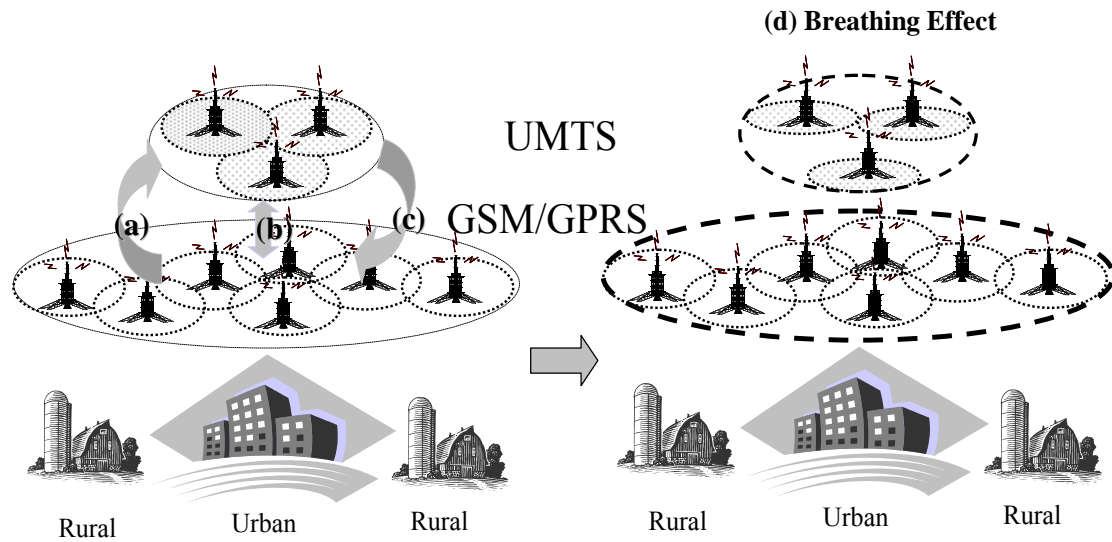 (d) Breathing Effect
UMTS
GSM/GPRS
(a)
(b)
(c)
Rural
Urban
Rural
Rural
Urban
Rural